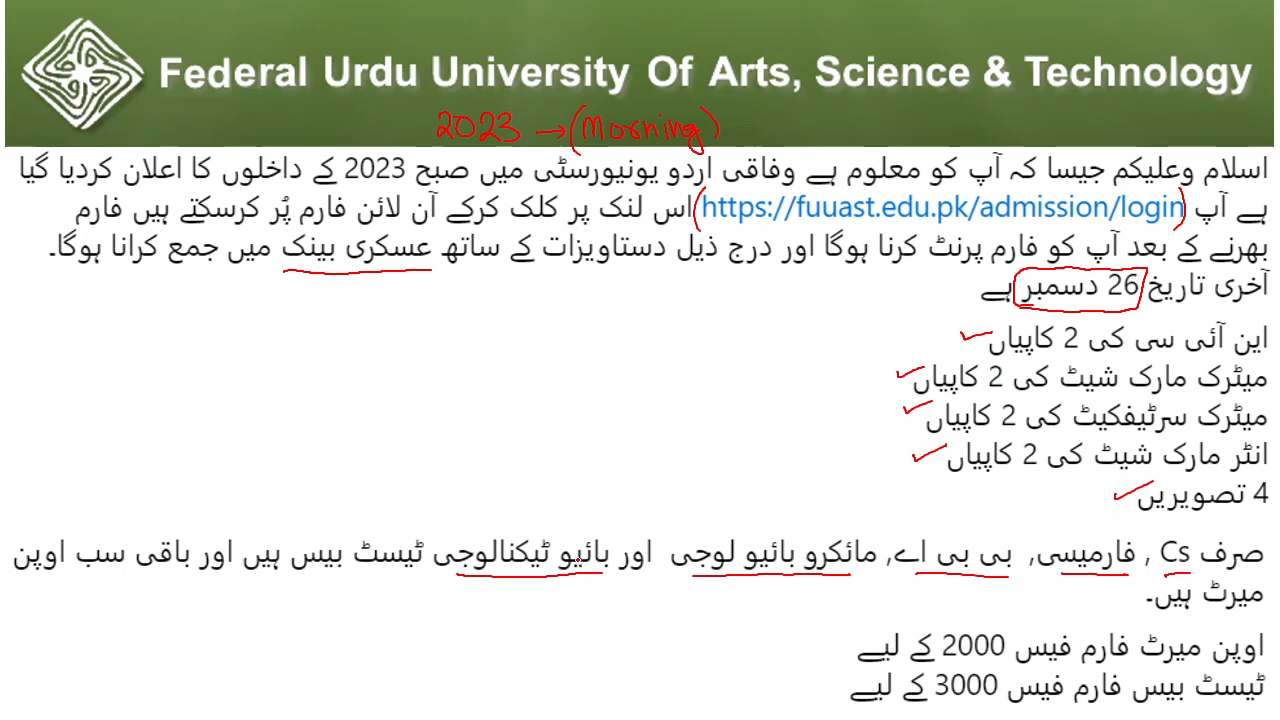 Federal Urdu University Of Arts, Science & Technology
2023 → (Morning)
اسلام وعلیکم جیسا کہ آپ کو معلوم ہے وفاقی اردو یونیورسٹی میں صبح 2023 کے داخلوں کا اعلان کردیا گیا
ہے آپ (https://fuuast.edu.pk/admission/login) اس لنک پر کلک کرکے آن لائن فارم پُر کرسکتے ہیں فارم
بھرنے کے بعد آپ کو فارم پرنٹ کرنا ہوگا اور درج ذیل دستاویزات کے ساتھ عسکری بینک میں جمع کرانا ہوگا۔
آخری تاریخ 26 دسمبر ہے
این آئی سی کی 2 کاپیاں
میٹرک مارک شیٹ کی 2 کاپیاں
میٹرک سرٹیفکیٹ کی 2 کاپیاں
انٹر مارک شیٹ کی 2 کاپیاں
4 تصویریں
صرف Cs , فارمیسی, بی بی اے, مائکرو بائیو لوجی اور بائیو ٹیکنالوجی ٹیسٹ بیس ہیں اور باقی سب اوپن
میرٹ ہیں۔
اوپن میرٹ فارم فیس 2000 کے لیے
ٹیسٹ بیس فارم فیس 3000 کے لیے